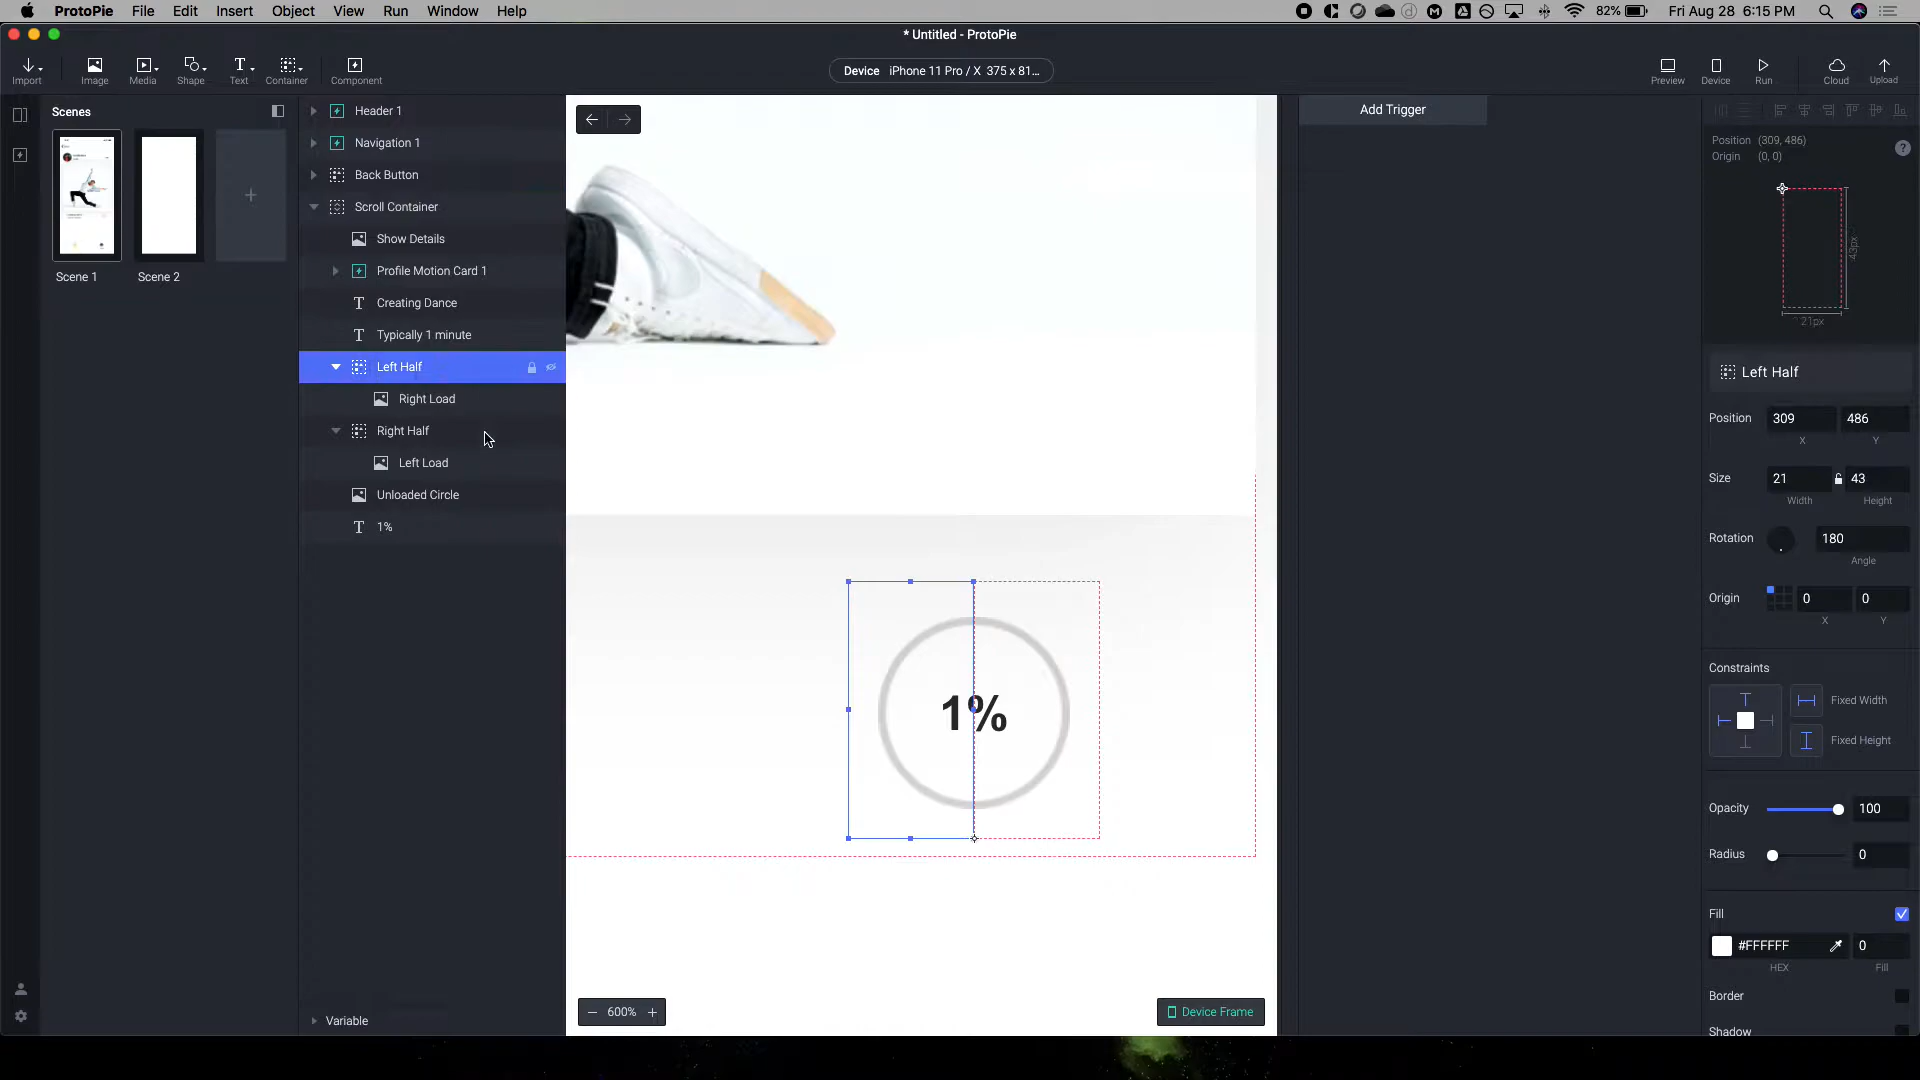 ProtoPie File Edit Insert Object View Run Window Help 82% Fri Aug 28 6:15 PM
* Untitled - ProtoPie
Import Image Media Shape Text Container Component
Device iPhone 11 Pro / X 375 x 81...
Preview Device Run Cloud Upload
Scenes
Scene 1 Scene 2
Header 1
Navigation 1
Back Button
Scroll Container
Show Details
Profile Motion Card 1
Creating Dance
Typically 1 minute
Left Half
Right Load
Right Half
Left Load
Unloaded Circle
1%
Variable
1%
600%
Device Frame
Add Trigger
Position (309, 486)
Origin (0, 0)
43px
21px
Left Half
Position 309 486
X Y
Size 21 43
Width Height
Rotation 180
Angle
Origin 0 0
X Y
Constraints
Fixed Width
Fixed Height
Opacity 100
Radius 0
Fill
#FFFFFF 0
HEX Fill
Border
Shadow